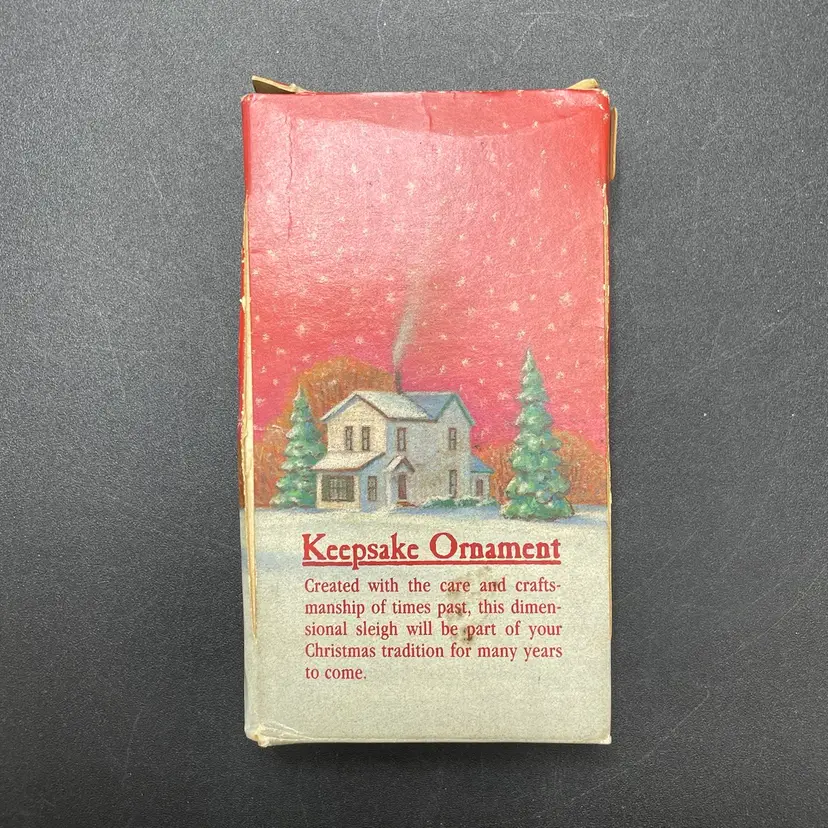 Keepsake Ornament
Created with the care and crafts-
manship of times past, this dimen-
sional sleigh will be part of your
Christmas tradition for many years
to come.